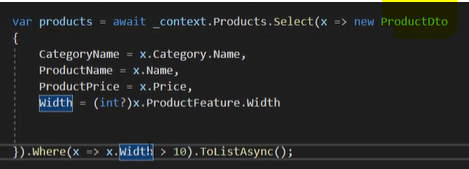 var products = await _context.Products.Select(x => new ProductDto
{
CategoryName = x.Category.Name,
ProductName = x.Name,
ProductPrice = x.Price,
Width = (int?)x.ProductFeature.Width
}).Where(x => x.Width > 10).ToListAsync();